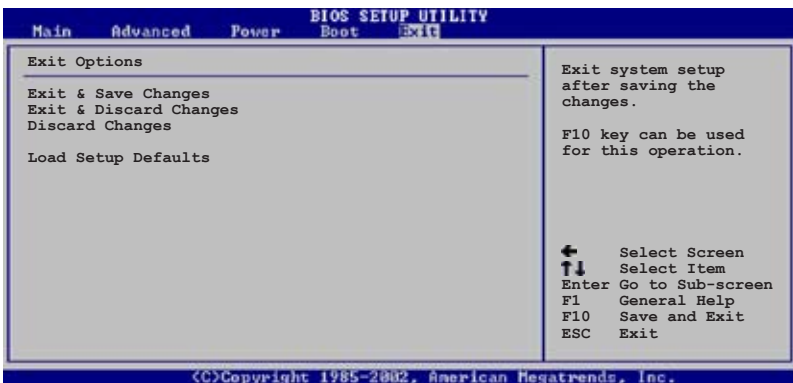 BIOS SETUP UTILITY
Main Advanced Power Boot Exit
Exit Options
Exit & Save Changes
Exit & Discard Changes
Discard Changes
Load Setup Defaults
Exit system setup
after saving the
changes.
F10 key can be used
for this operation.
← Select Screen
↑↓ Select Item
Enter Go to Sub-screen
F1 General Help
F10 Save and Exit
ESC Exit
(C)Copyright 1985-2002, American Megatrends, Inc.